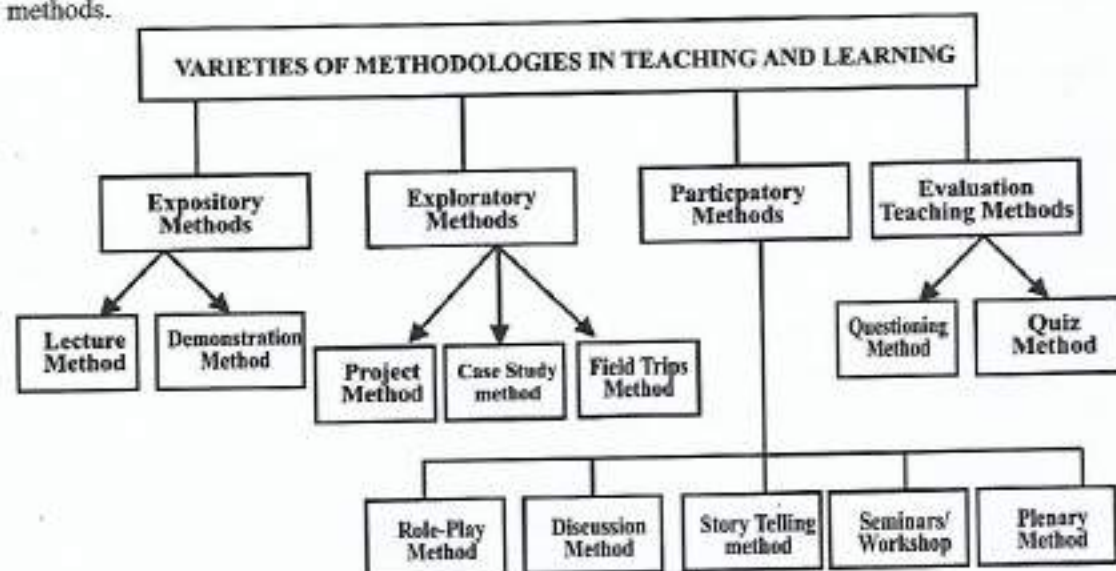 methods.
VARIETIES OF METHODOLOGIES IN TEACHING AND LEARNING
Expository
Methods
Exploratory
Methods
Particpatory
Methods
Evaluation
Teaching Methods
Lecture
Method
Demonstration
Method
Project
Method
Case Study
method
Field Trips
Method
Questioning
Method
Quiz
Method
Role-Play
Method
Discussion
Method
Story Telling
method
Seminars/
Workshop
Plenary
Method